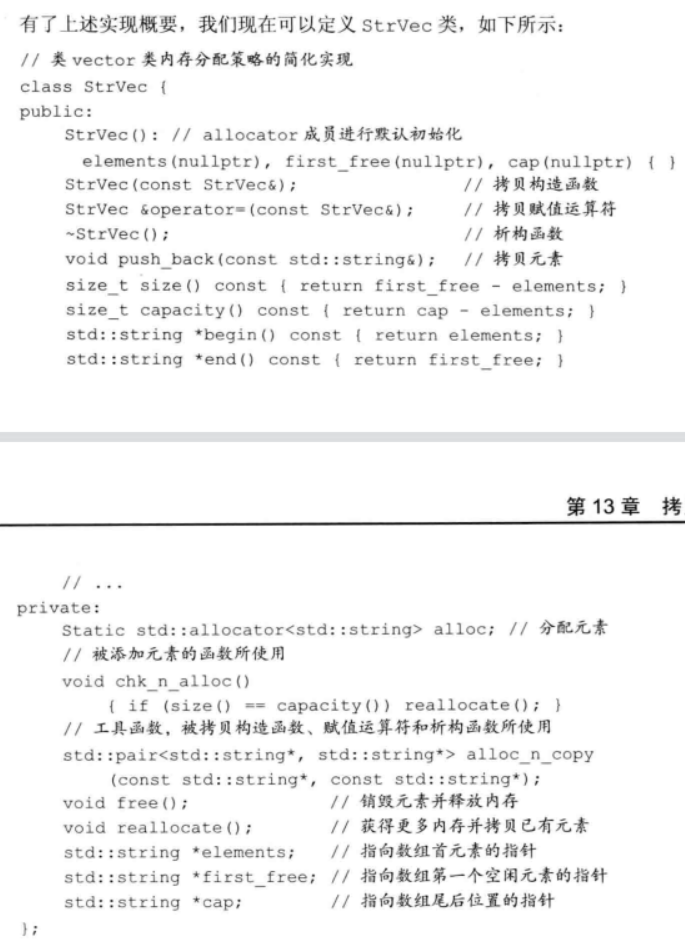 有了上述实现概要，我们现在可以定义 StrVec 类，如下所示：
// 类 vector 类内存分配策略的简化实现
class StrVec {
public:
StrVec(): // allocator 成员进行默认初始化
elements(nullptr), first_free(nullptr), cap(nullptr) { }
StrVec(const StrVec&); // 拷贝构造函数
StrVec &operator=(const StrVec&); // 拷贝赋值运算符
~StrVec(); // 析构函数
void push_back(const std::string&); // 拷贝元素
size_t size() const { return first_free - elements; }
size_t capacity() const { return cap - elements; }
std::string *begin() const { return elements; }
std::string *end() const { return first_free; }
第 13 章 拷
// ...
private:
Static std::allocator<std::string> alloc; // 分配元素
// 被添加元素的函数所使用
void chk_n_alloc()
{ if (size() == capacity()) reallocate(); }
// 工具函数，被拷贝构造函数、赋值运算符和析构函数所使用
std::pair<std::string*, std::string*> alloc_n_copy
(const std::string*, const std::string*);
void free(); // 销毁元素并释放内存
void reallocate(); // 获得更多内存并拷贝已有元素
std::string *elements; // 指向数组首元素的指针
std::string *first_free; // 指向数组第一个空闲元素的指针
std::string *cap; // 指向数组尾后位置的指针
};